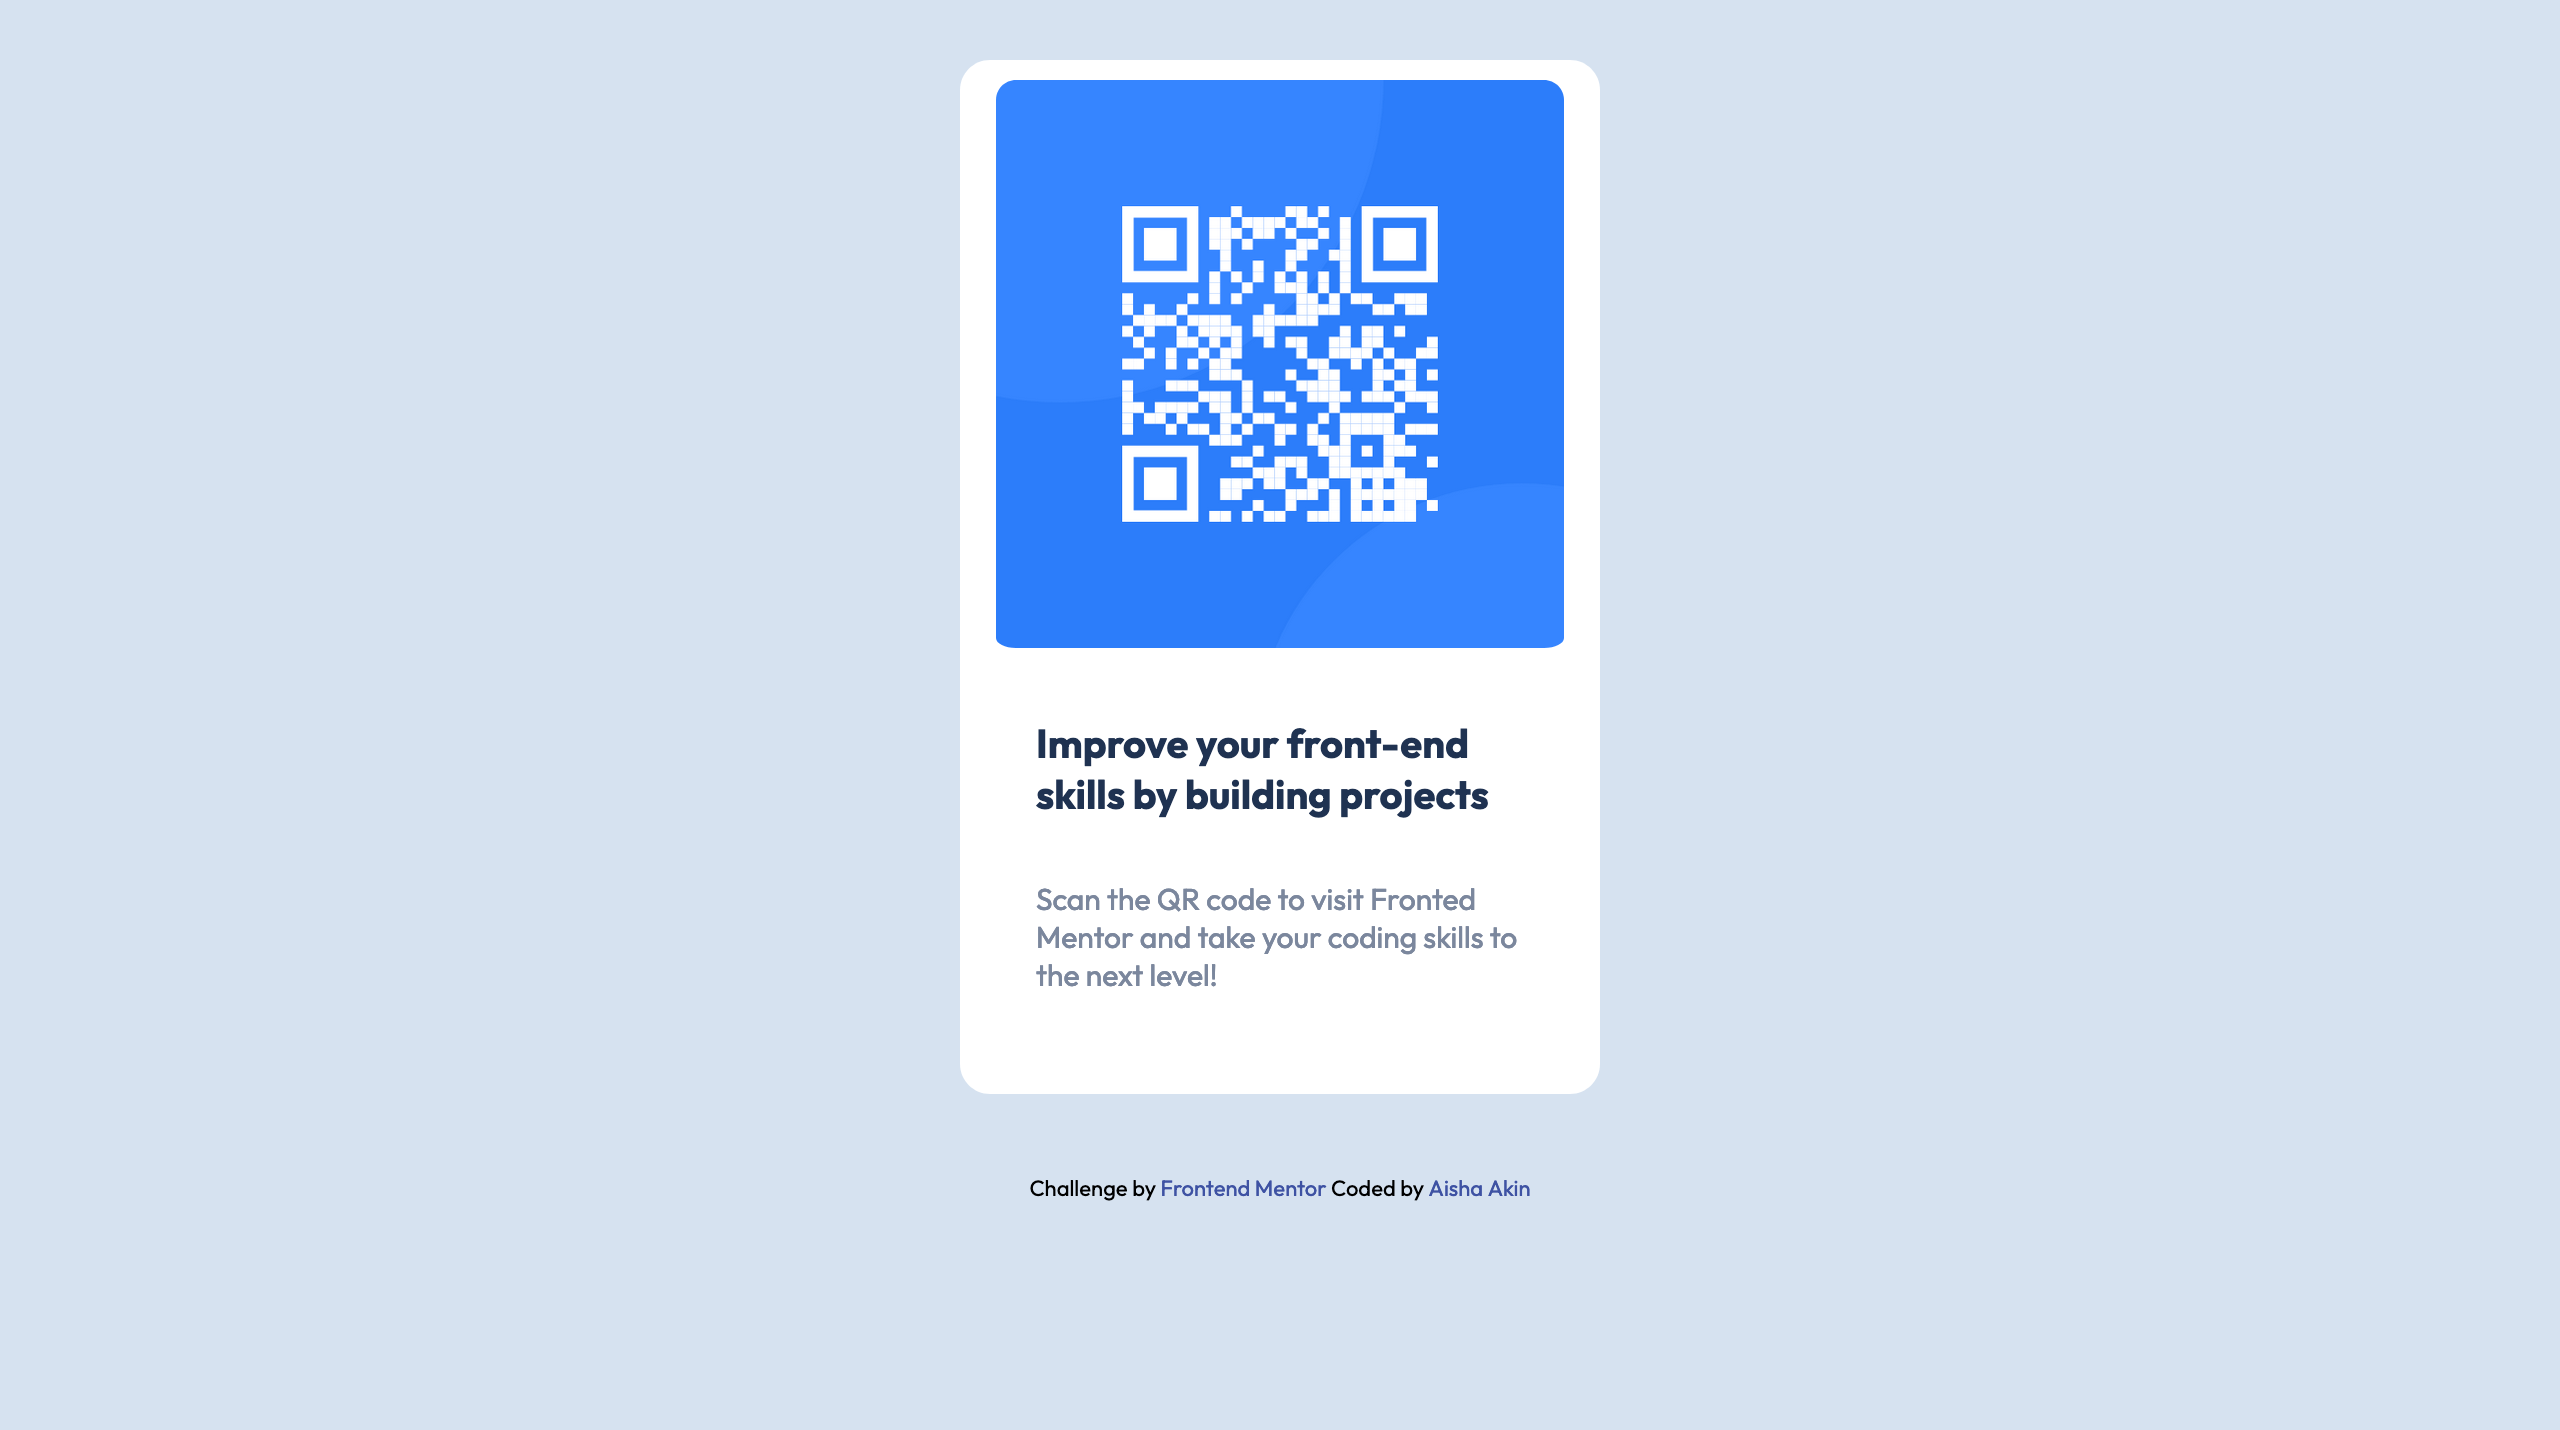 Improve your front-end
skills by building projects
Scan the QR code to visit Fronted
Mentor and take your coding skills to
the next level!
Challenge by Frontend Mentor Coded by Aisha Akin